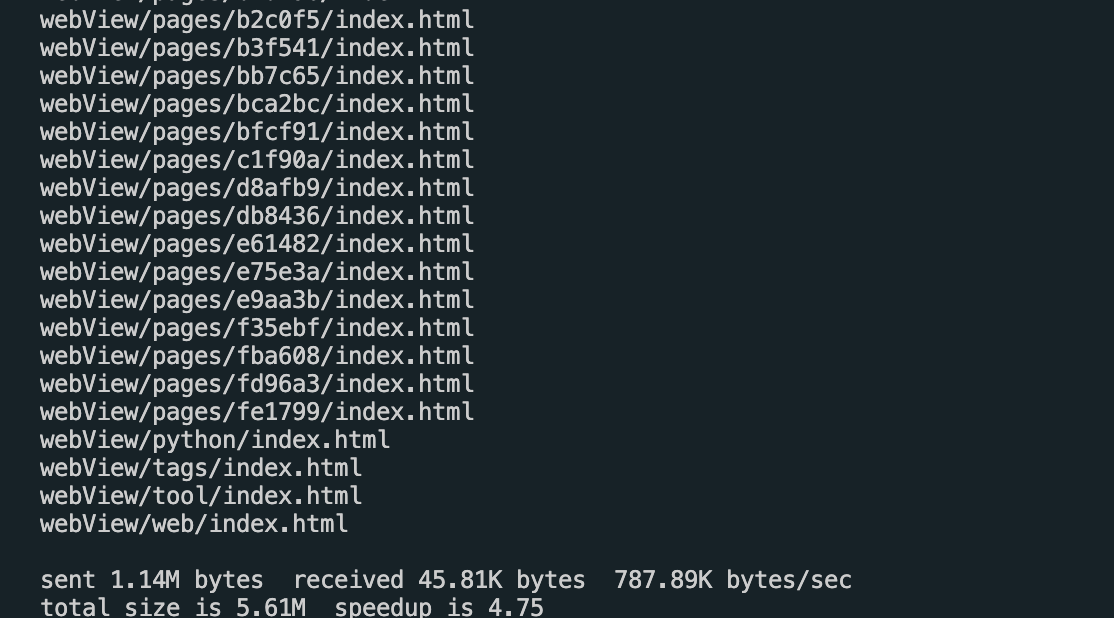 webView/pages/b2c0f5/index.html
webView/pages/b3f541/index.html
webView/pages/bb7c65/index.html
webView/pages/bca2bc/index.html
webView/pages/bfcf91/index.html
webView/pages/c1f90a/index.html
webView/pages/d8afb9/index.html
webView/pages/db8436/index.html
webView/pages/e61482/index.html
webView/pages/e75e3a/index.html
webView/pages/e9aa3b/index.html
webView/pages/f35ebf/index.html
webView/pages/fba608/index.html
webView/pages/fd96a3/index.html
webView/pages/fe1799/index.html
webView/python/index.html
webView/tags/index.html
webView/tool/index.html
webView/web/index.html
sent 1.14M bytes  received 45.81K bytes  787.89K bytes/sec
total size is 5.61M  speedup is 4.75